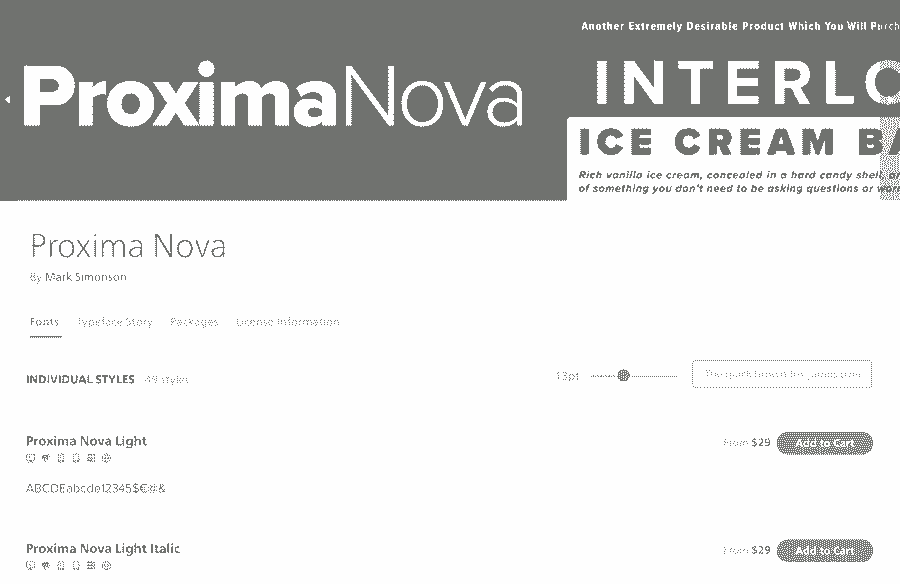 Another Extremely Desirable Product Which You Will Purch
ProximaNova
INTERLO
ICE CREAM BA
Rich vanilla ice cream, concealed in a hard candy shell, or
of something you don't need to be asking questions or wor
Proxima Nova
By Mark Simonson
Fonts Typeface Story Packages License Information
INDIVIDUAL STYLES 49 styles
13pt
The quick brown fox jumps over
Proxima Nova Light
From $29 Add to Cart
ABCDEabcde12345$€@&
Proxima Nova Light Italic
From $29 Add to Cart